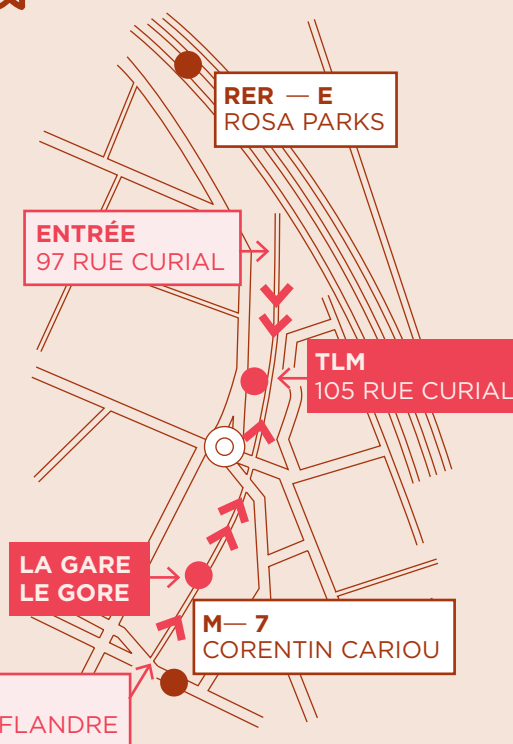 RER — E
ROSA PARKS
ENTRÉE
97 RUE CURIAL
TLM
105 RUE CURIAL
LA GARE
LE GORE
M— 7
CORENTIN CARIOU
FLANDRE